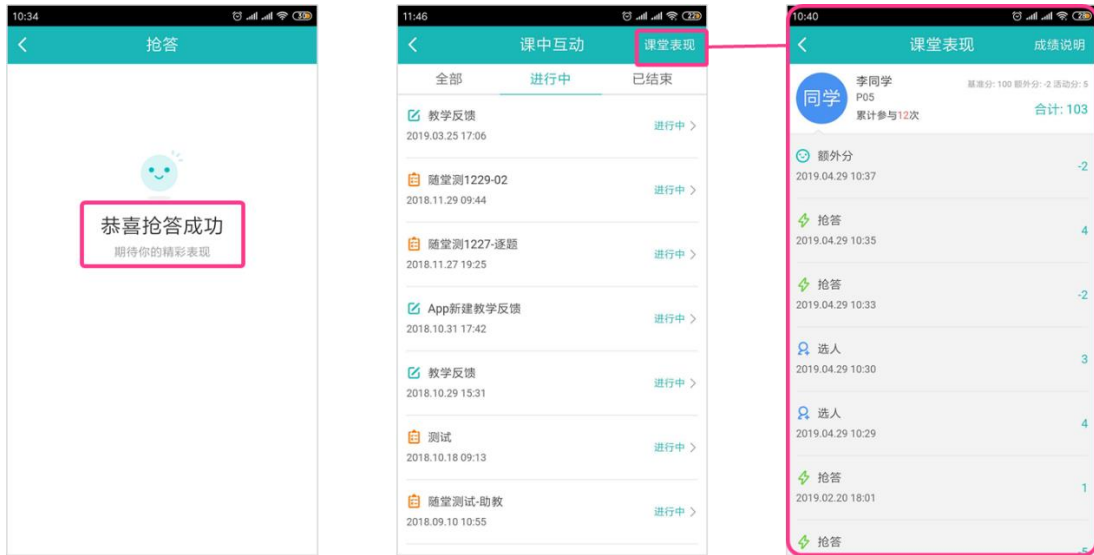 10:34
30
抢答
恭喜抢答成功
期待你的精彩表现
11:46
22
课中互动
课堂表现
全部
进行中
已结束
教学反馈
2019.03.25 17:06
进行中
随堂测1229-02
2018.11.29 09:44
进行中
随堂测1227-逐题
2018.11.27 19:25
进行中
App新建教学反馈
2018.10.31 17:42
进行中
教学反馈
2018.10.29 15:31
进行中
测试
2018.10.18 09:13
进行中
随堂测试-助教
2018.09.10 10:55
进行中
10:40
课堂表现
成绩说明
同学
李同学
P05
累计参与12次
基准分: 100 额外分: -2 活动分: 5
合计: 103
额外分
2019.04.29 10:37
-2
抢答
2019.04.29 10:35
4
抢答
2019.04.29 10:33
-2
选人
2019.04.29 10:30
3
选人
2019.04.29 10:29
4
抢答
2019.02.20 18:01
1
抢答
-5